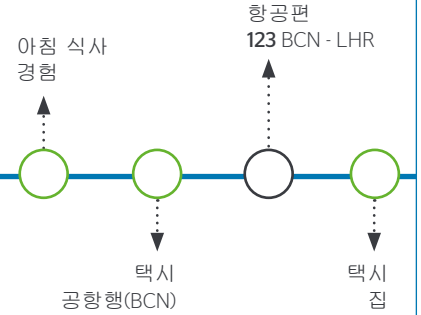 아침 식사
경험
택시
공항행(BCN)
항공편
123 BCN - LHR
택시
집